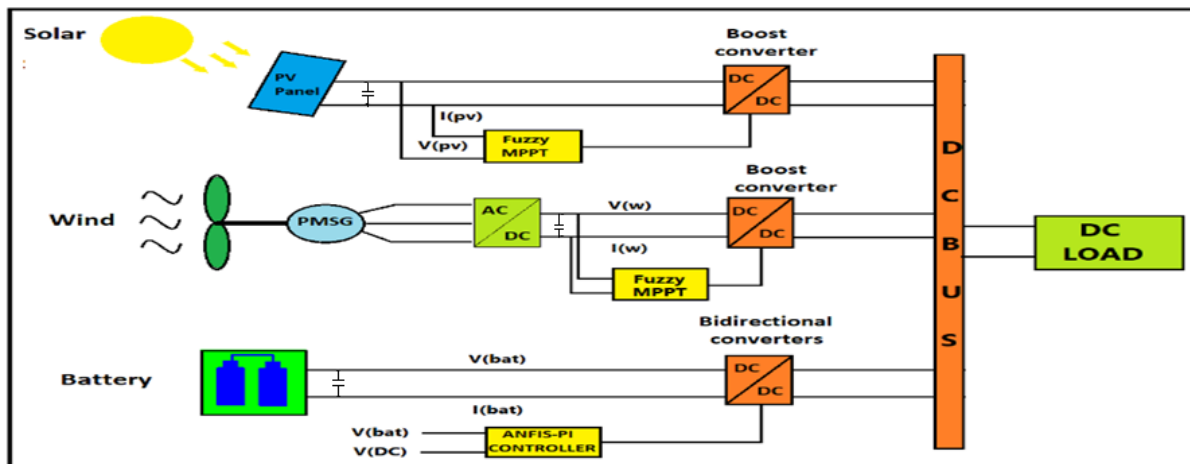 Solar
:
PV
Panel
Boost
converter
DC
DC
I(pv)
V(pv)
Fuzzy
MPPT
Wind
PMSG
AC
DC
V(w)
I(w)
Boost
converter
DC
DC
Fuzzy
MPPT
Battery
V(bat)
I(bat)
Bidirectional
converters
DC
DC
V(bat)
V(DC)
ANFIS-PI
CONTROLLER
D
C
B
U
S
DC
LOAD